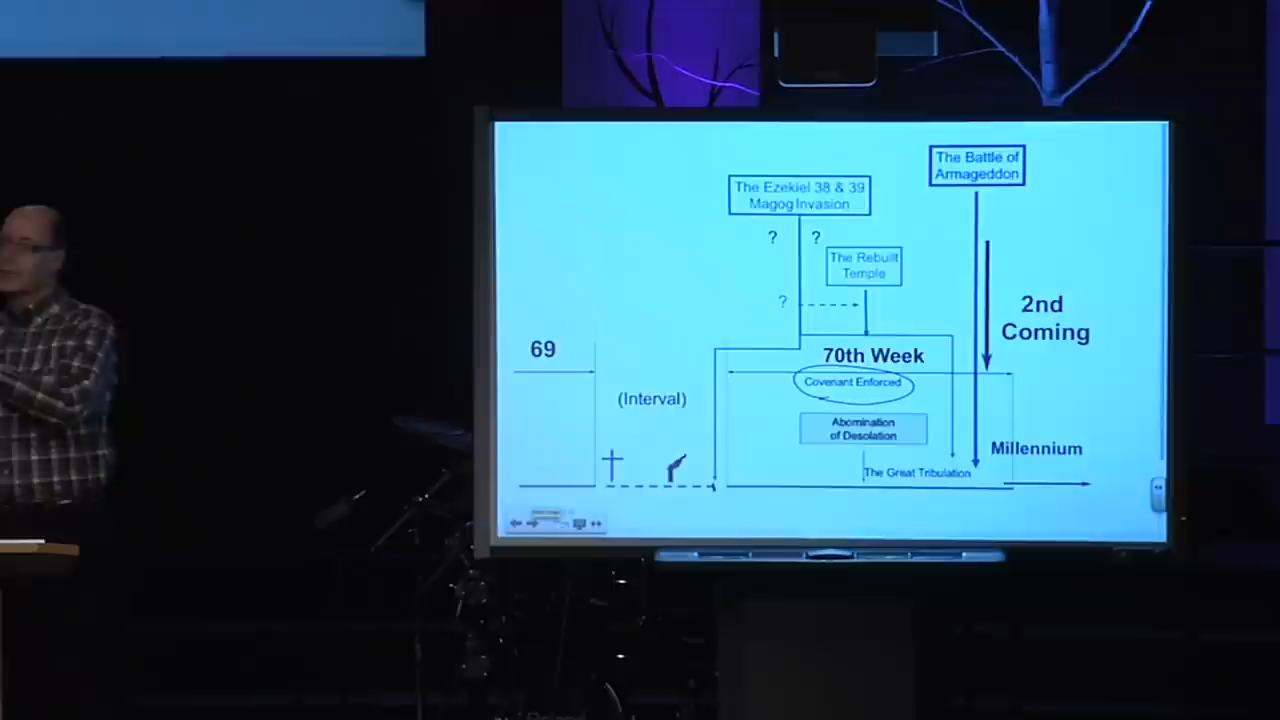 The Battle of
Armageddon
The Ezekiel 38 & 39
Magog Invasion
?
?
The Rebuilt
Temple
?
2nd
Coming
69
70th Week
Covenant Enforced
(Interval)
Abomination
of Desolation
Millennium
The Great Tribulation